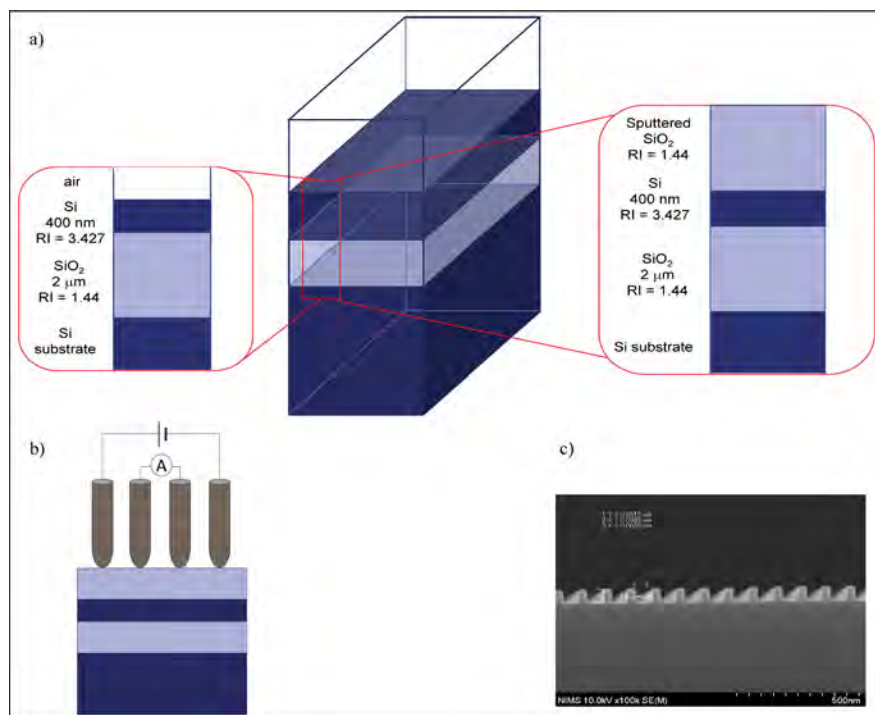 a)
air
Si
400 nm
RI = 3.427
SiO₂
2 μm
RI = 1.44
Si
substrate
Sputtered
SiO₂
RI = 1.44
Si
400 nm
RI = 3.427
SiO₂
2 μm
RI = 1.44
Si substrate
b)
A
c)
NIMS 10.0kV x100k SE(M)
500nm